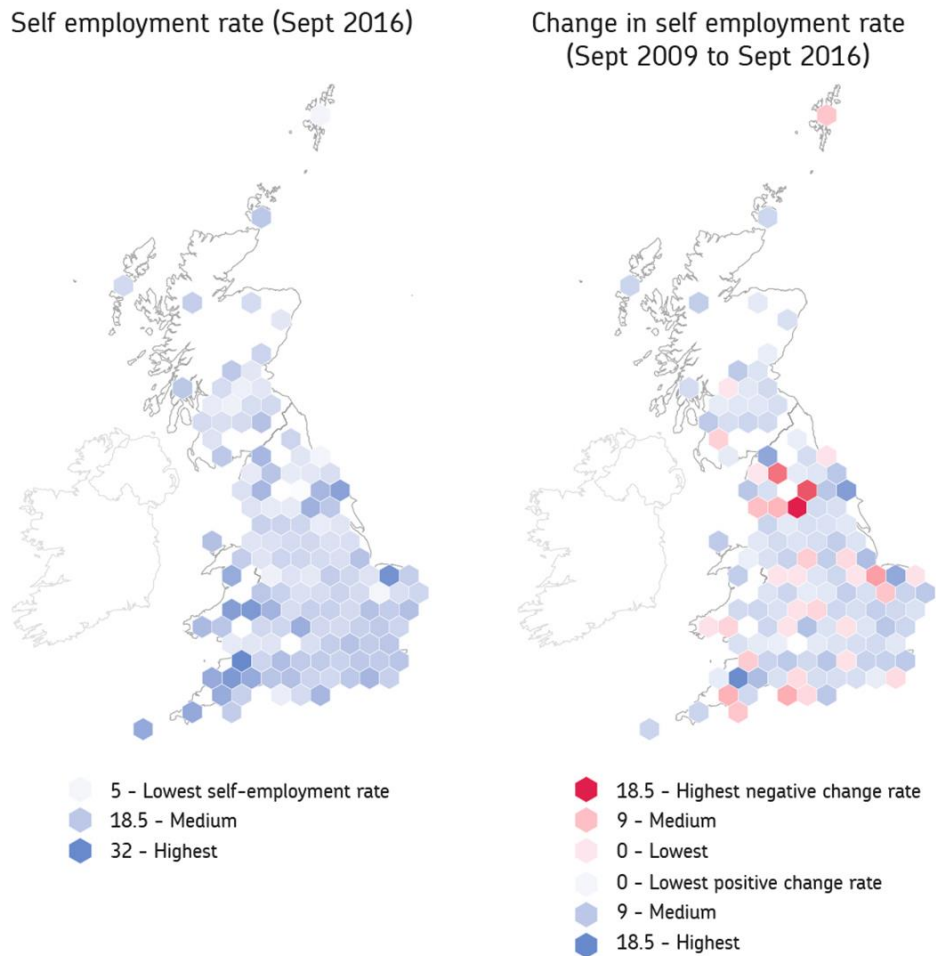 Self employment rate (Sept 2016)
Change in self employment rate
(Sept 2009 to Sept 2016)
5 - Lowest self-employment rate
18.5 - Medium
32 - Highest
18.5 - Highest negative change rate
9 - Medium
0 - Lowest
0 - Lowest positive change rate
9 - Medium
18.5 - Highest